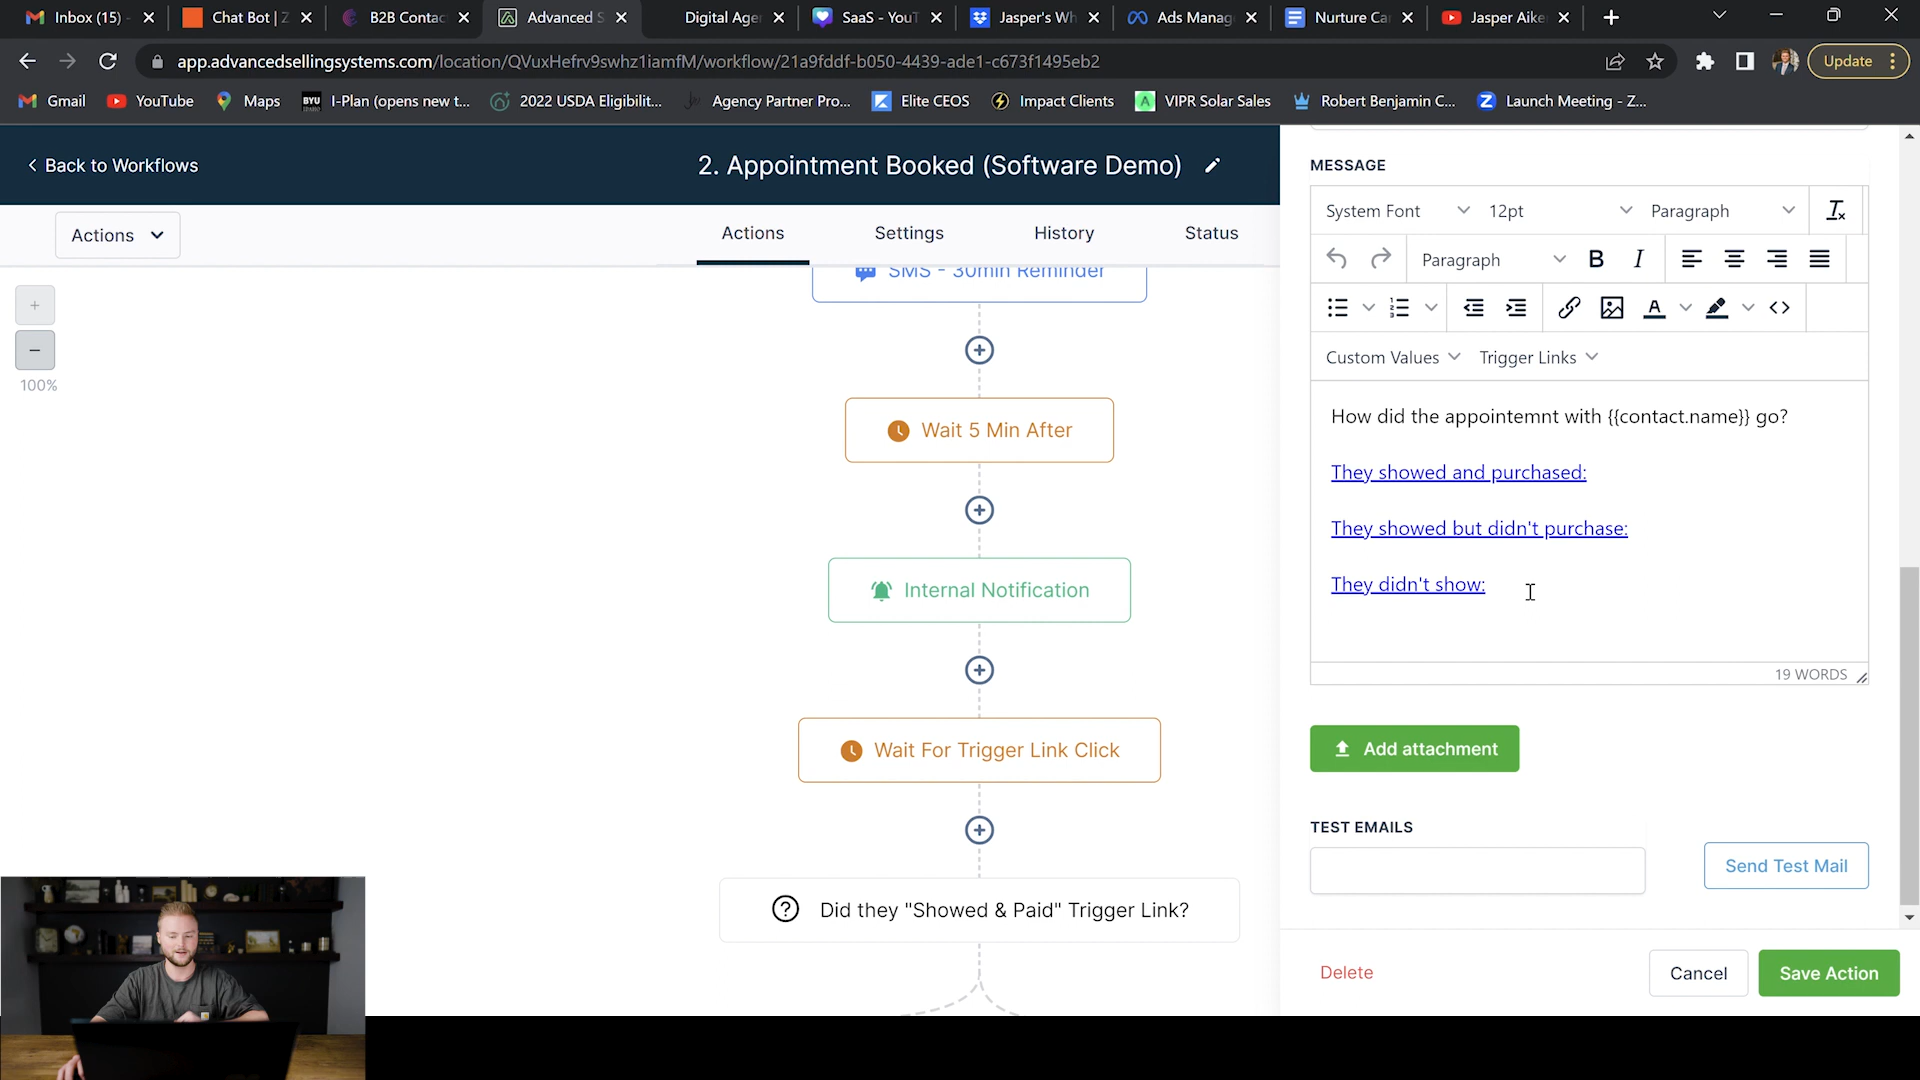 Inbox (15) -
Chat Bot | Z
B2B Contac
Advanced S
Digital Agen
SaaS - YouT
Jasper's Wh
Ads Manag
Nurture Ca
Jasper Aike
app.advancedsellingsystems.com/location/QVuxHefrv9swhz1iamfM/workflow/21a9fddf-b050-4439-ade1-c673f1495eb2
Update
Gmail
YouTube
Maps
BYU
I-Plan (opens new t...
2022 USDA Eligibilit...
Agency Partner Pro...
Elite CEOS
Impact Clients
VIPR Solar Sales
Robert Benjamin C...
Launch Meeting - Z...
Back to Workflows
2. Appointment Booked (Software Demo)
Actions
Actions
Settings
History
Status
100%
SMS - 30min Reminder
Wait 5 Min After
Internal Notification
Wait For Trigger Link Click
Did they "Showed & Paid" Trigger Link?
MESSAGE
System Font
12pt
Paragraph
Paragraph
B
I
A
Custom Values
Trigger Links
How did the appointemnt with {{contact.name}} go?
They showed and purchased:
They showed but didn't purchase:
They didn't show:
19 WORDS
Add attachment
TEST EMAILS
Send Test Mail
Delete
Cancel
Save Action